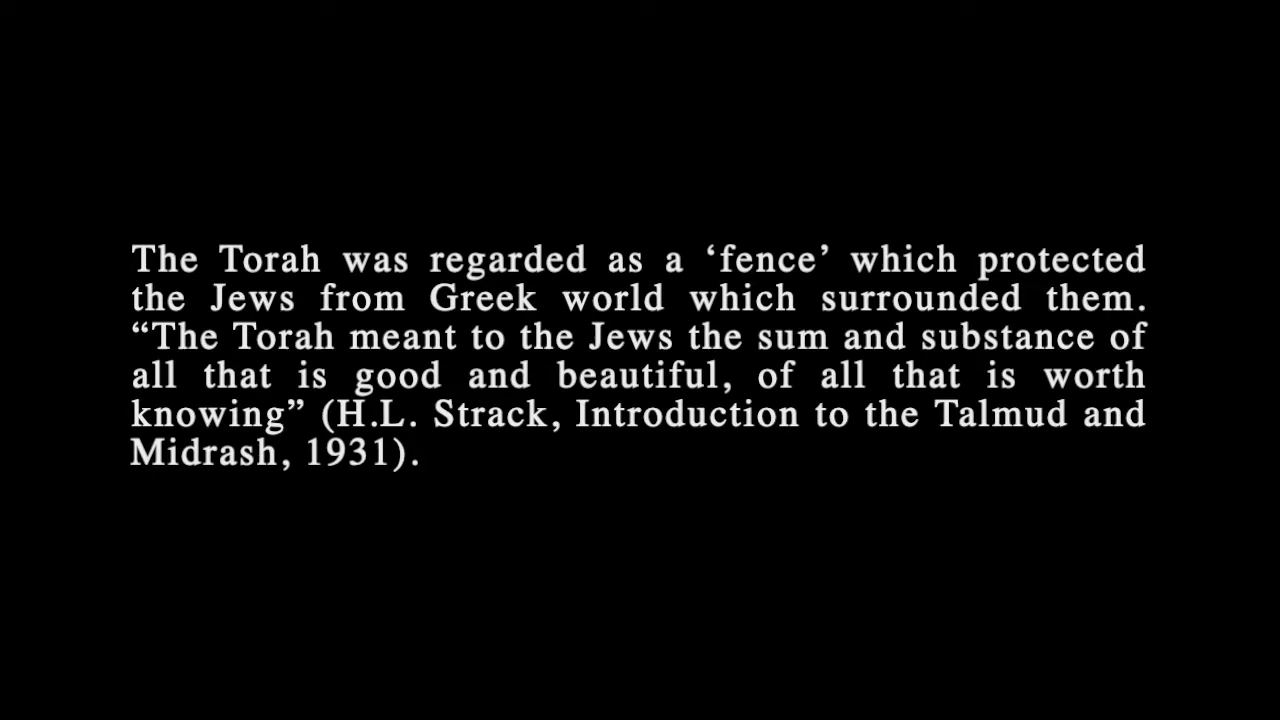 The Torah was regarded as a ‘fence’ which protected
the Jews from Greek world which surrounded them.
“The Torah meant to the Jews the sum and substance of
all that is good and beautiful, of all that is worth
knowing” (H.L. Strack, Introduction to the Talmud and
Midrash, 1931).